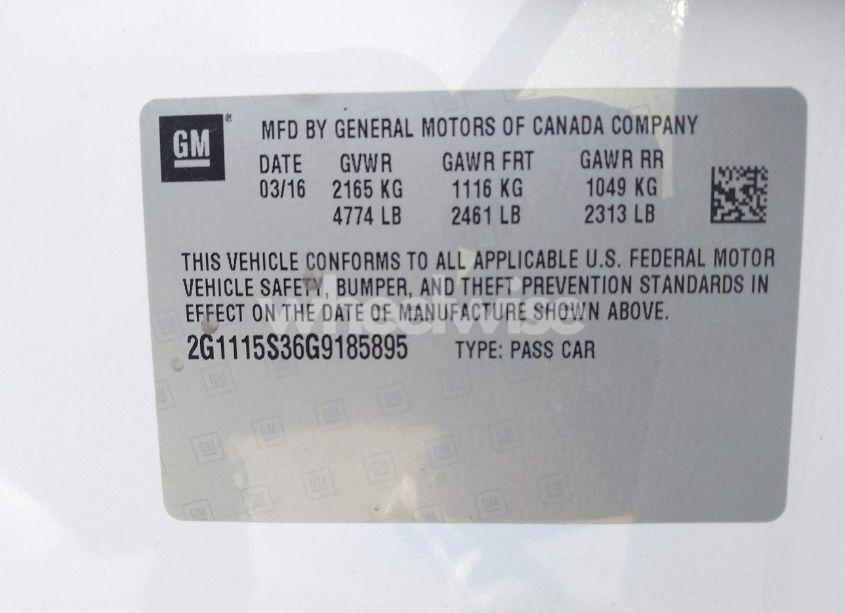 GM® MFD BY GENERAL MOTORS OF CANADA COMPANY
DATE GVWR GAWR FRT GAWR RR
03/16 2165 KG 1116 KG 1049 KG
4774 LB 2461 LB 2313 LB
THIS VEHICLE CONFORMS TO ALL APPLICABLE U.S. FEDERAL MOTOR
VEHICLE SAFETY, BUMPER, AND THEFT PREVENTION STANDARDS IN
EFFECT ON THE DATE OF MANUFACTURE SHOWN ABOVE.
wheelwise
2G1115S36G9185895 TYPE: PASS CAR